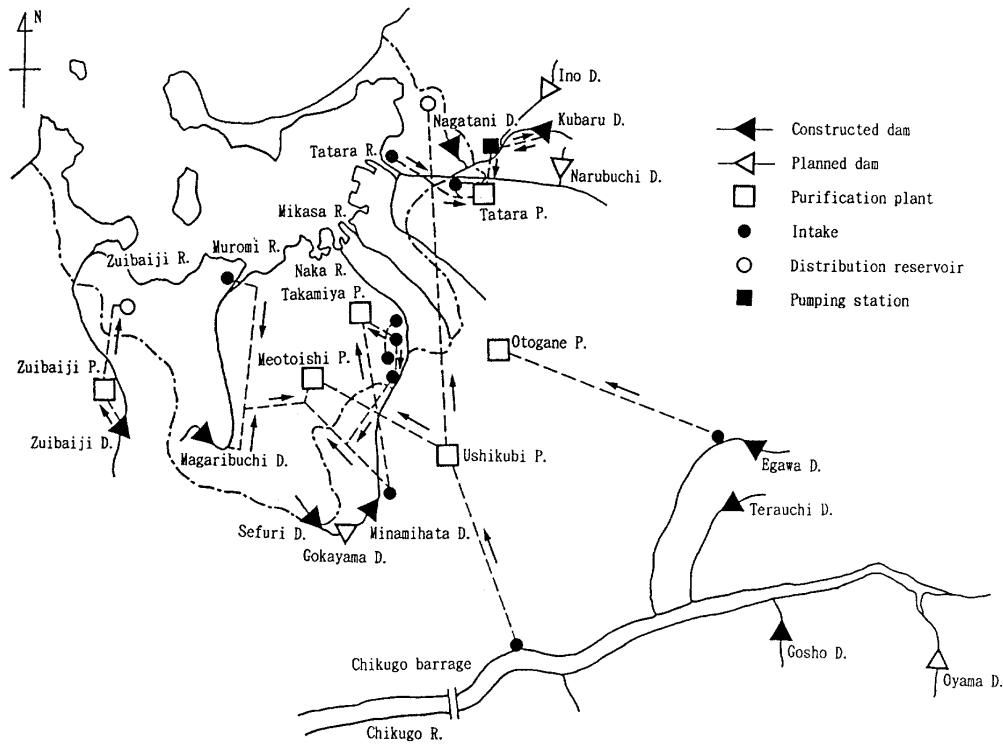 N
Ino D.
Nagatani D.
Kubaru D.
Tatara R.
Narubuchi D.
Tatara P.
Mikasa R.
Muromi R.
Zuibaiji R.
Naka R.
Takamiya P.
Otogane P.
Meotoishi P.
Zuibaiji P.
Zuibaiji D.
Magaribuchi D.
Ushikubi P.
Egawa D.
Terauchi D.
Sefuri D.
Minamihata D.
Gokayama D.
Gosho D.
Oyama D.
Chikugo barrage
Chikugo R.
Constructed dam
Planned dam
Purification plant
Intake
Distribution reservoir
Pumping station